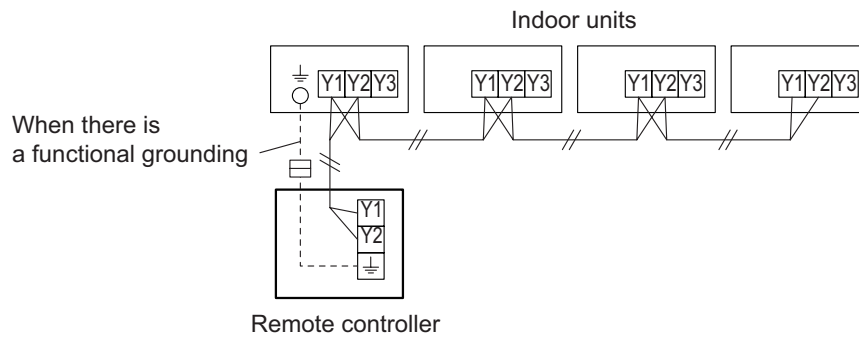 Indoor units
Y1 Y2 Y3 Y1 Y2 Y3 Y1 Y2 Y3 Y1 Y2 Y3
When there is
a functional grounding
Y1
Y2
Remote controller